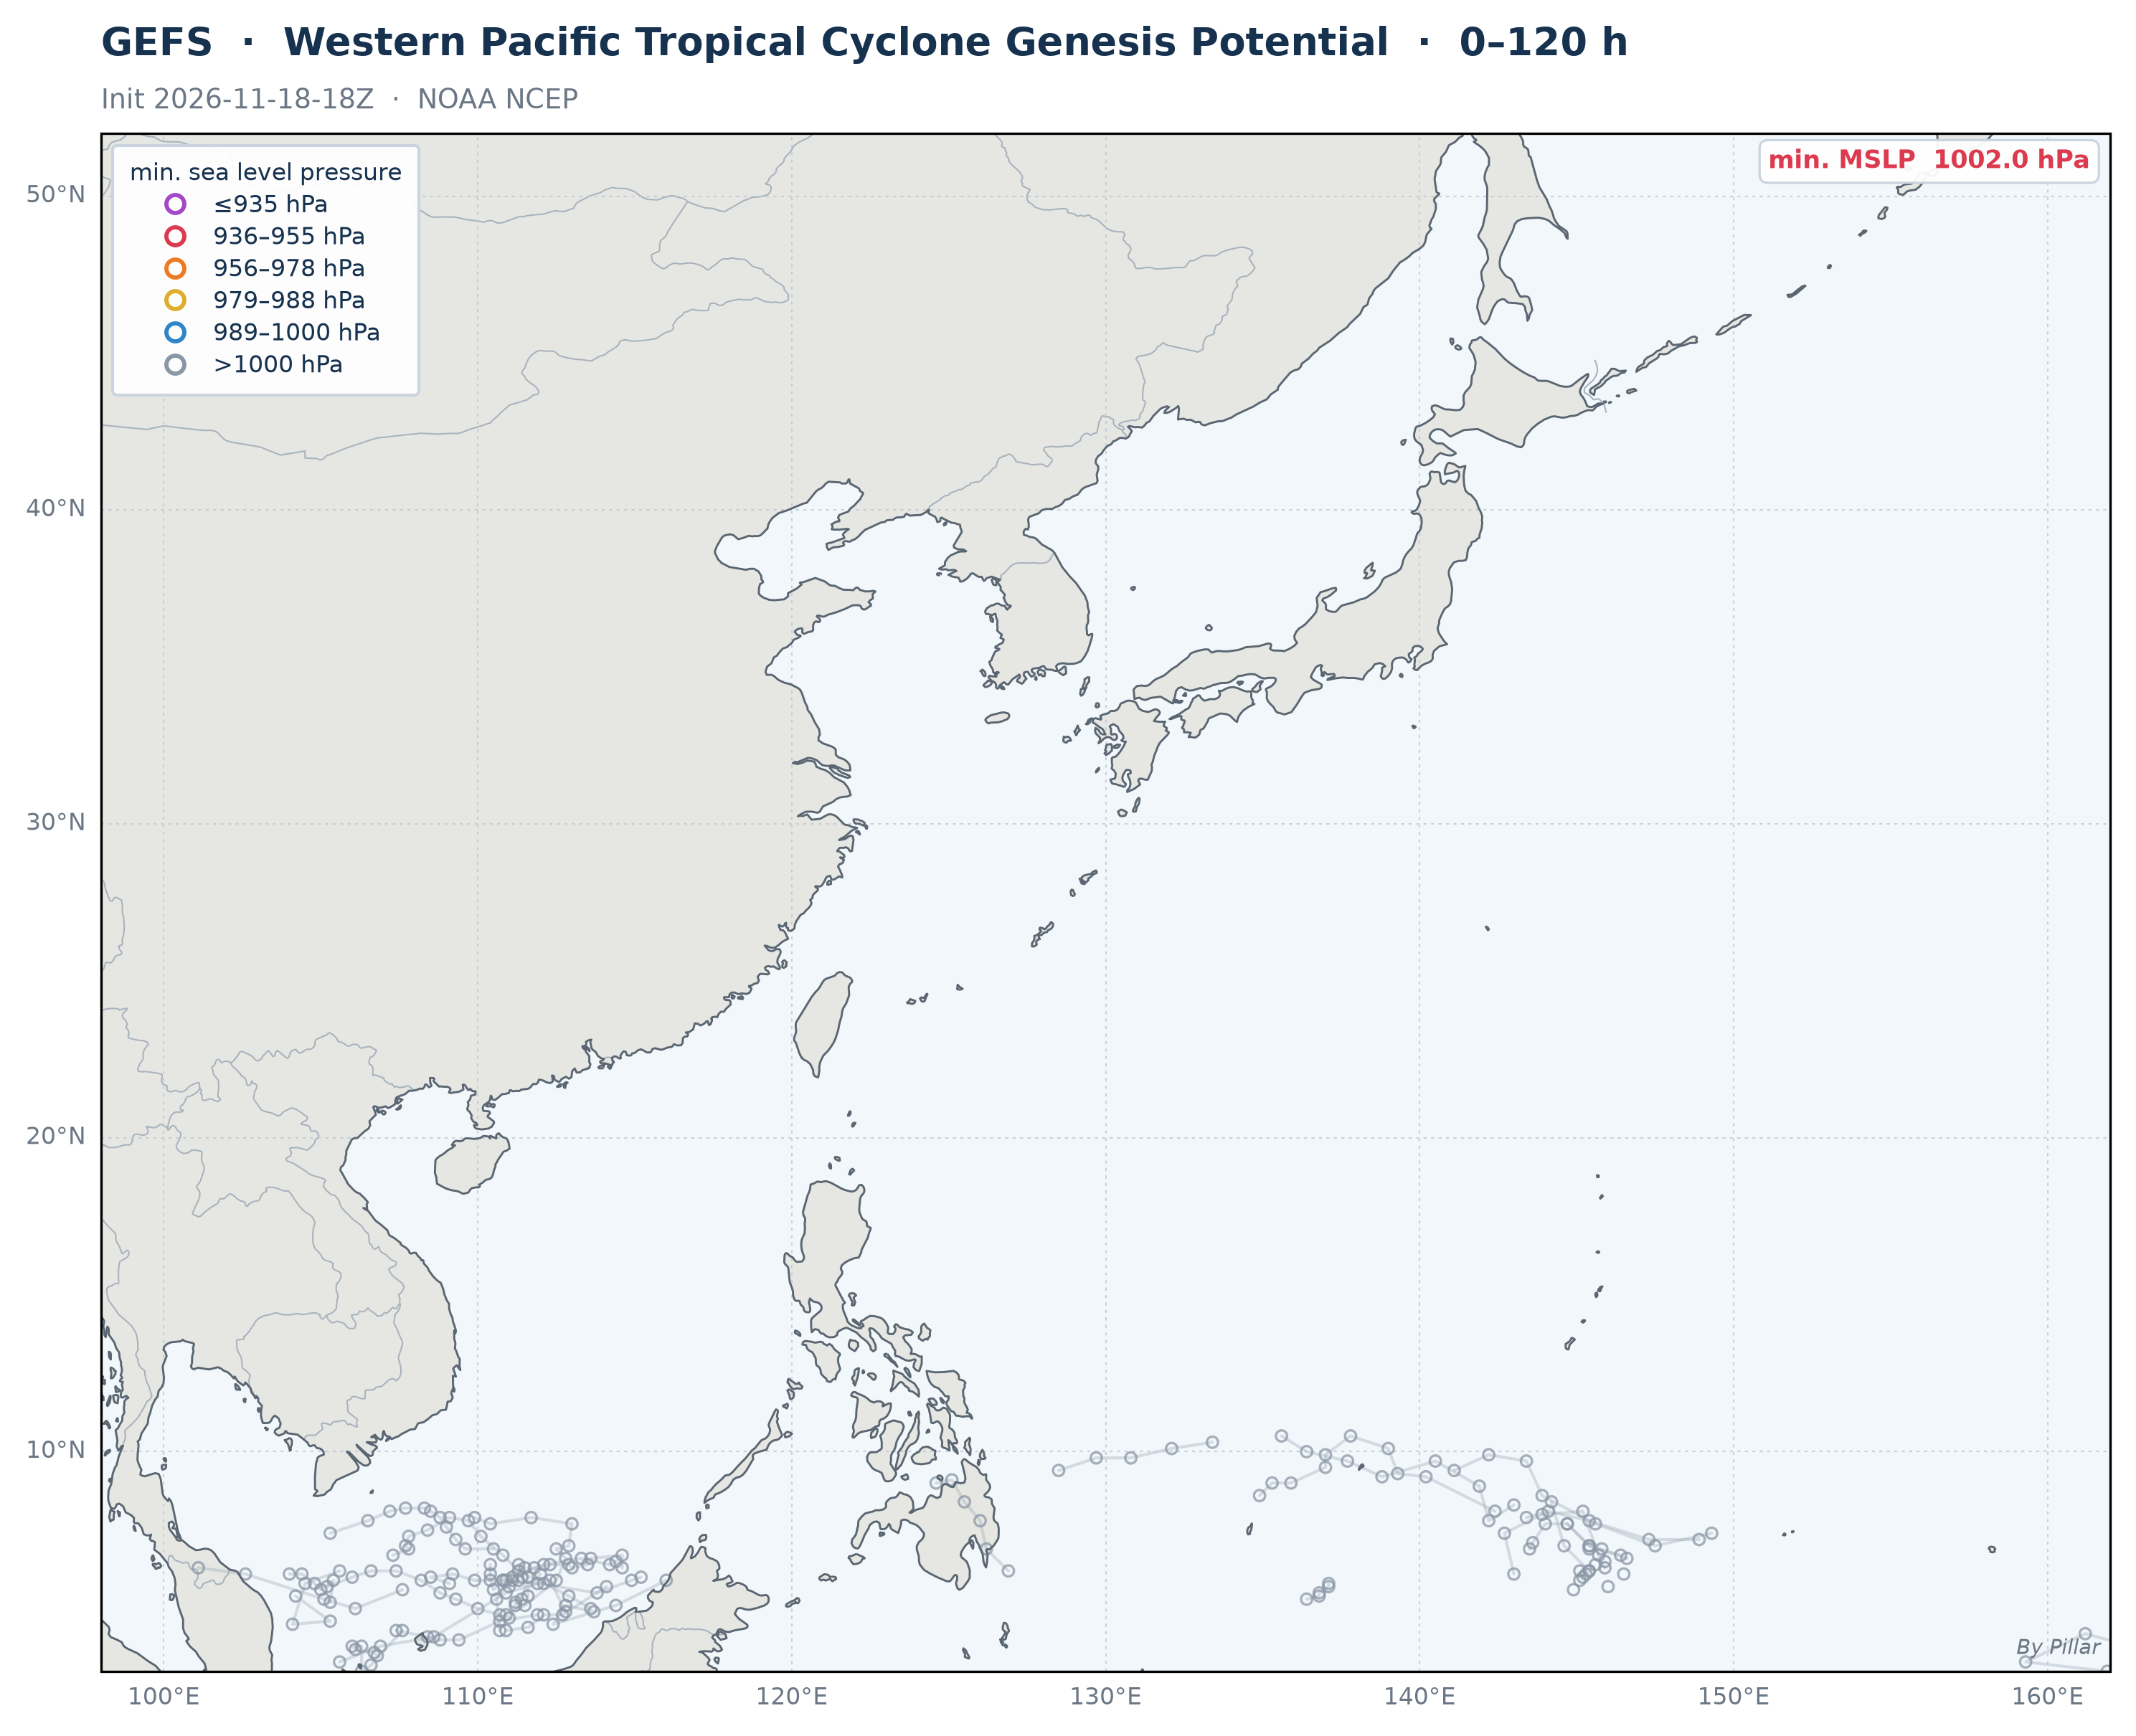 GEFS · Western Pacific Tropical Cyclone Genesis Potential · 0–120 h
Init 2026-11-18-18Z · NOAA NCEP
min. sea level pressure
≤935 hPa
936–955 hPa
956–978 hPa
979–988 hPa
989–1000 hPa
>1000 hPa
min. MSLP 1002.0 hPa
50°N
40°N
30°N
20°N
10°N
By Pillar
100°E 110°E 120°E 130°E 140°E 150°E 160°E